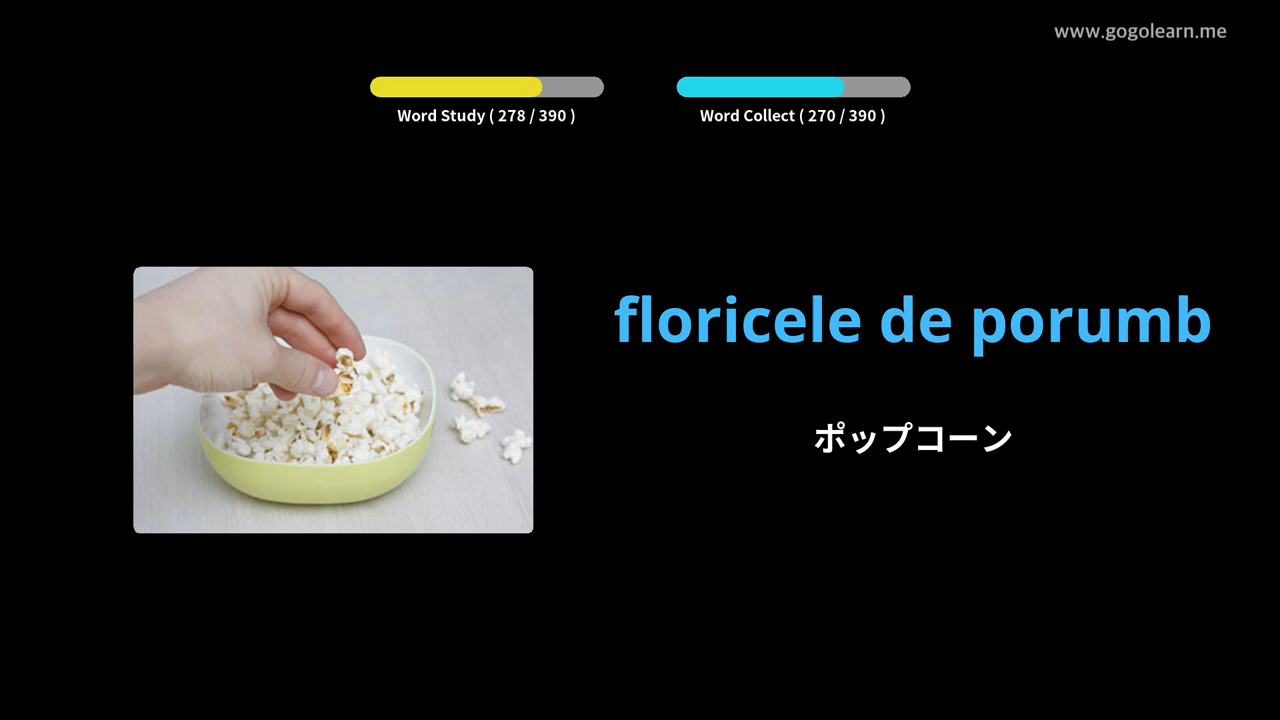 www.gogolearn.me
Word Study ( 278 / 390 )
Word Collect ( 270 / 390 )
floricele de porumb
ポップコーン